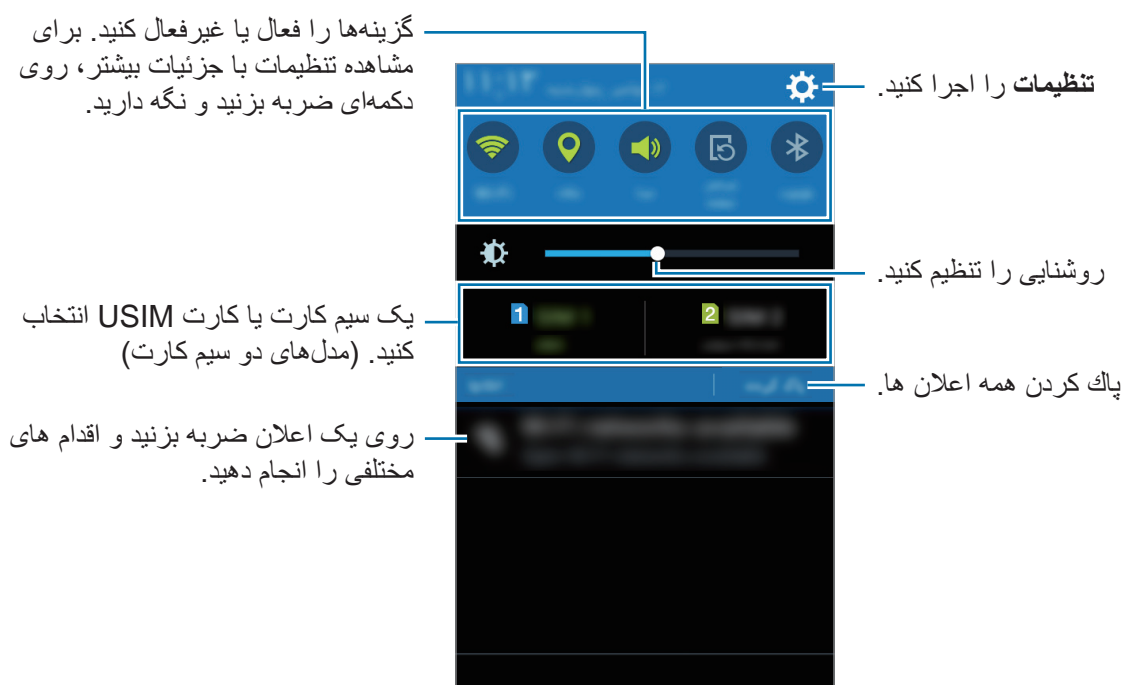 گزینه‌ها را فعال یا غیرفعال کنید. برای
مشاهده تنظیمات با جزئیات بیشتر، روی
دکمه‌ای ضربه بزنید و نگه دارید.
تنظیمات را اجرا کنید.
روشنایی را تنظیم کنید.
1
2
یک سیم کارت یا کارت USIM انتخاب
کنید. (مدل‌های دو سیم کارت)
پاك كردن همه اعلان ها.
روی یک اعلان ضربه بزنید و اقدام های
مختلفی را انجام دهید.